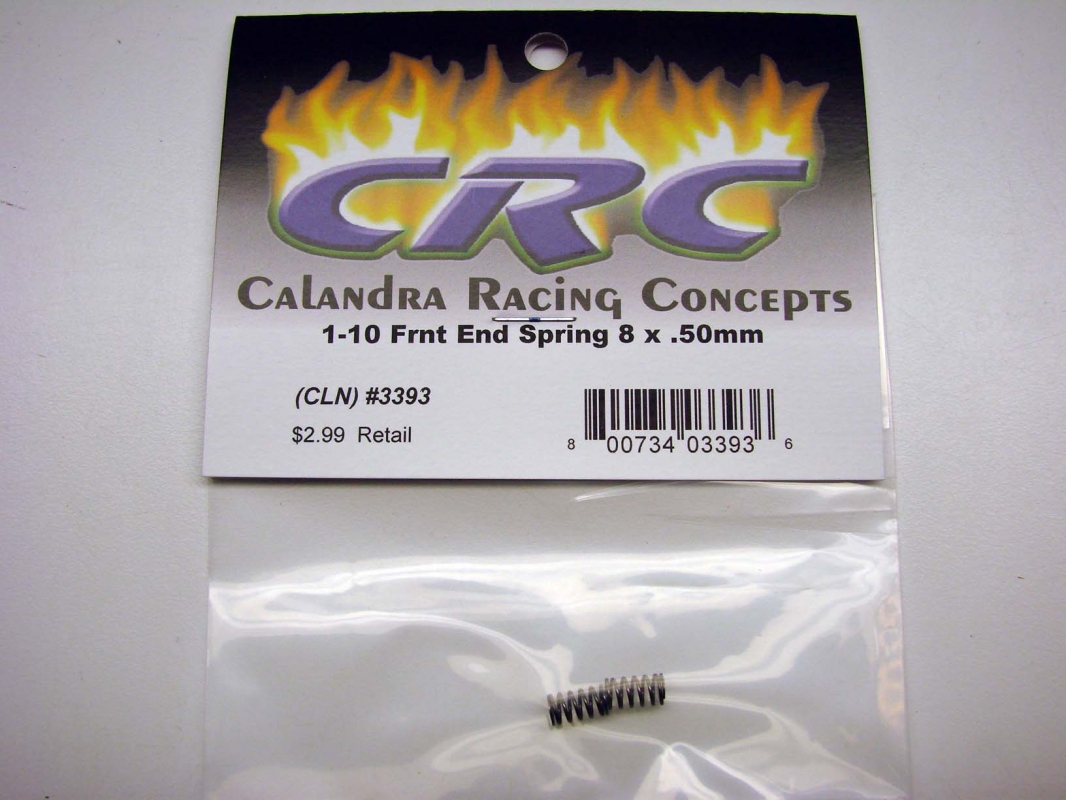 CRC
Calandra Racing Concepts
1-10 Frnt End Spring 8 x .50mm
(CLN) #3393
$2.99 Retail
8 00734 03393 6